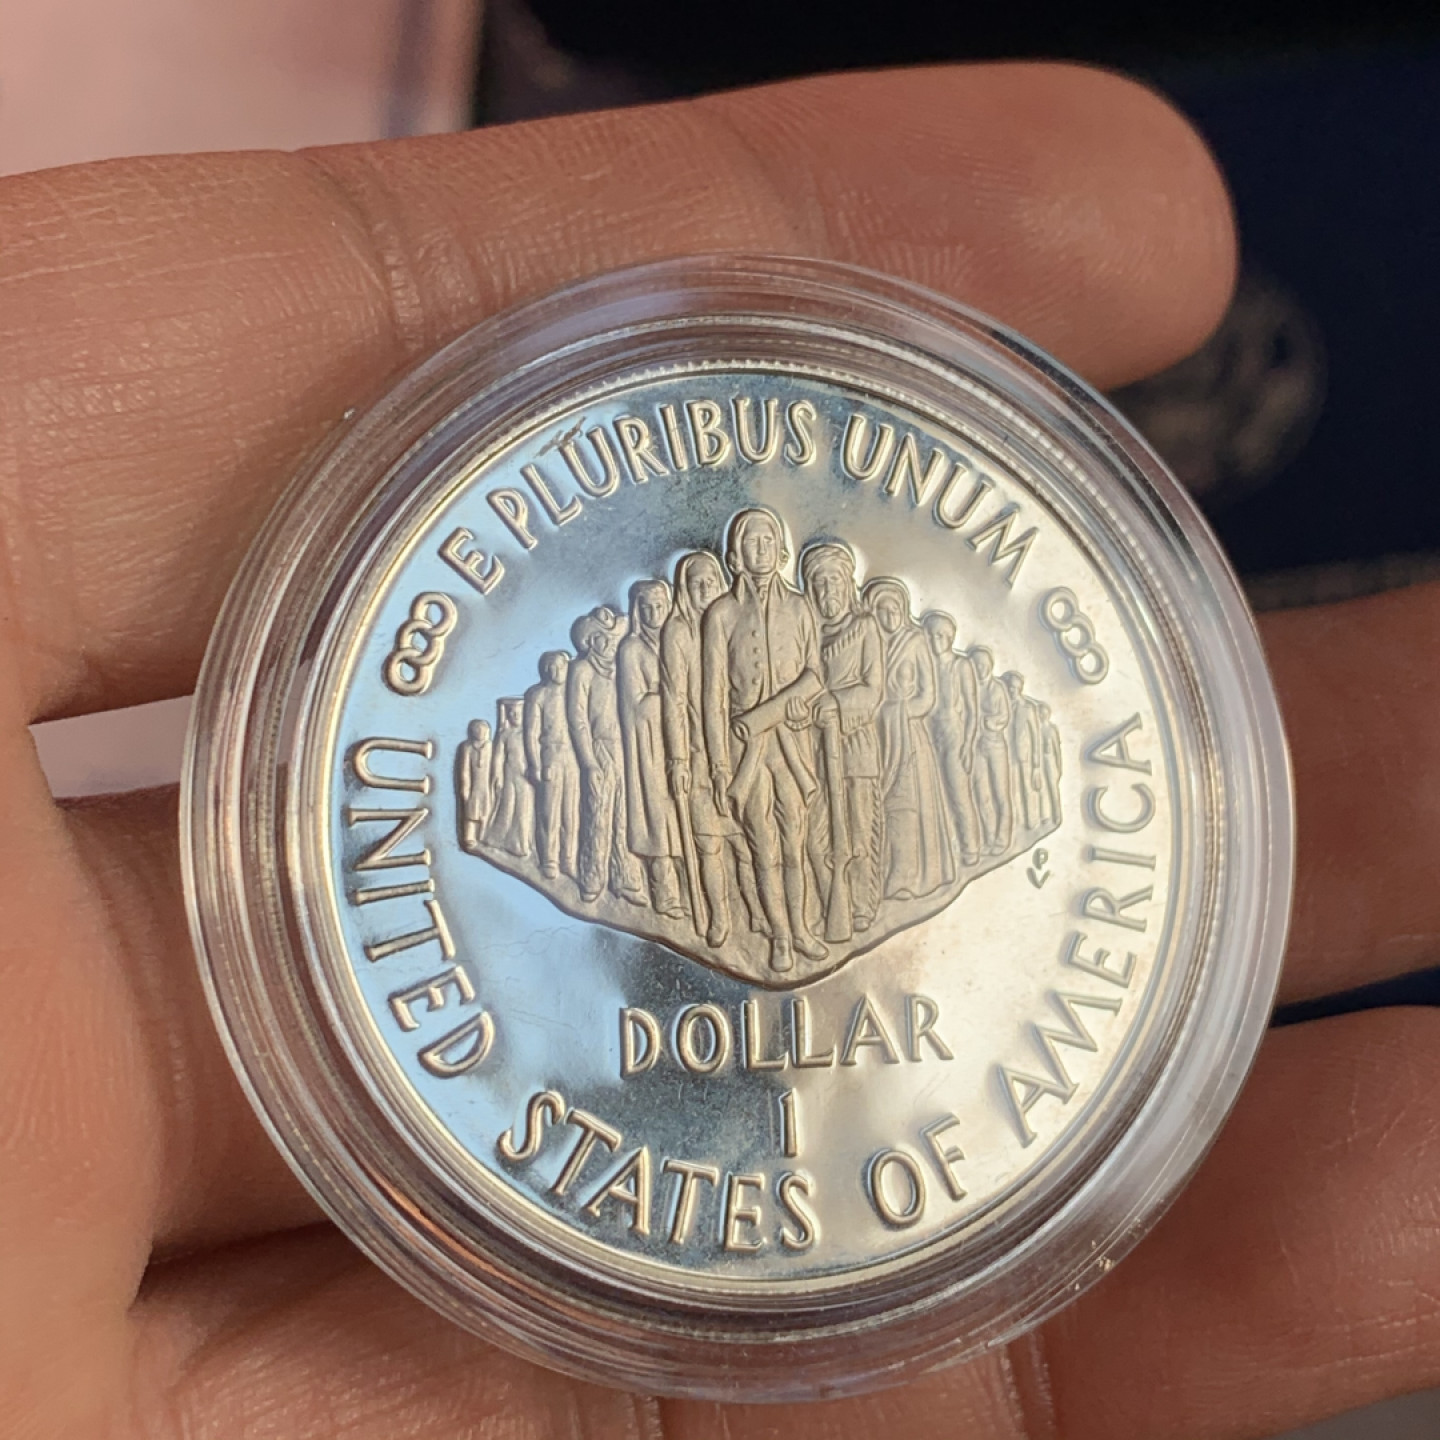 E PLURIBUS UNUM
DOLLAR
1
UNITED STATES OF AMERICA